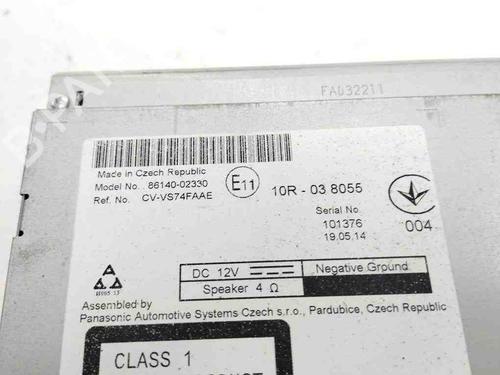 FAD32211
Made in Czech Republic
Model No. 86140-02330
Ref. No. CV-VS74FAAE
E11
10R - 03 8055
Serial No
101376
19.05.14
004
DC 12V
Negative Ground
Speaker 4 Ω
Assembled by
Panasonic Automotive Systems Czech s.r.o., Pardubice, Czech Republic
CLASS 1